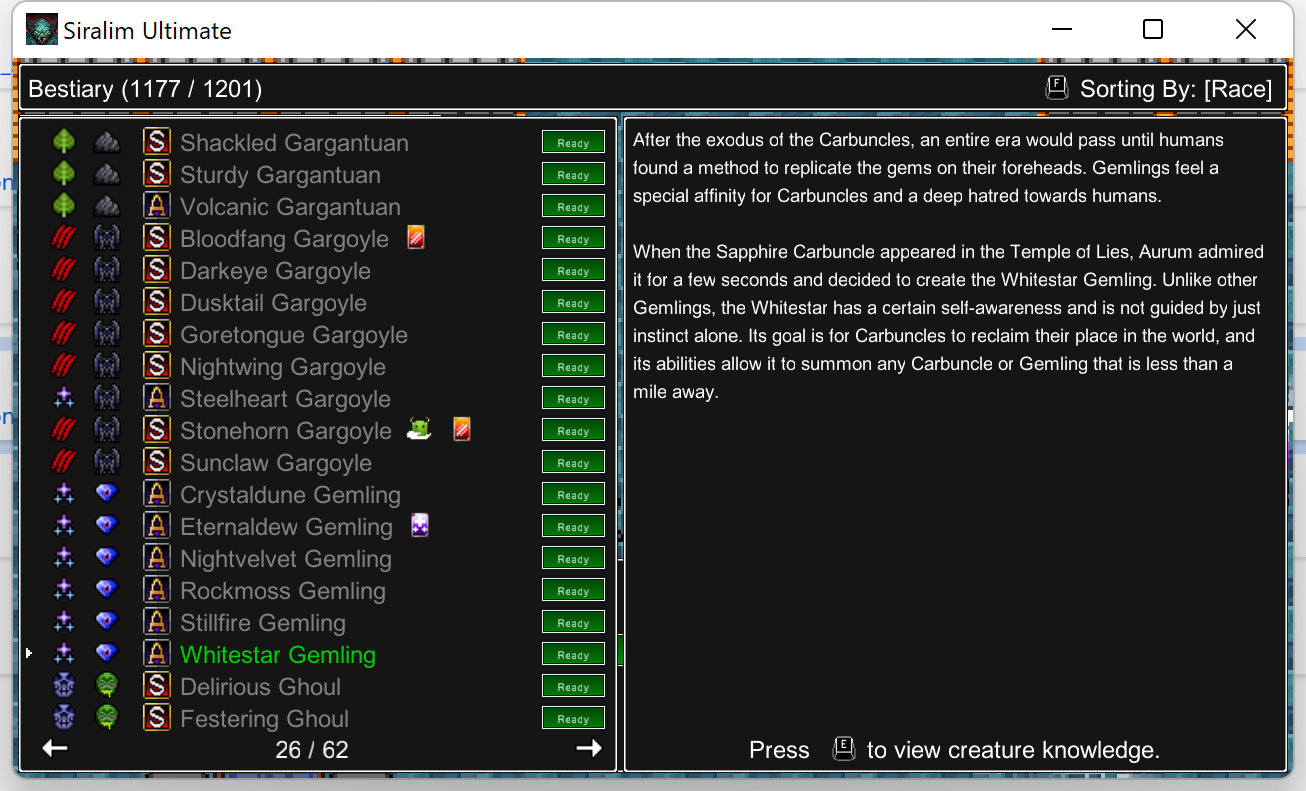 Siralim Ultimate
Bestiary (1177 / 1201)
F Sorting By: [Race]
S Shackled Gargantuan Ready
S Sturdy Gargantuan Ready
A Volcanic Gargantuan Ready
S Bloodfang Gargoyle Ready
S Darkeye Gargoyle Ready
S Dusktail Gargoyle Ready
S Goretongue Gargoyle Ready
S Nightwing Gargoyle Ready
A Steelheart Gargoyle Ready
S Stonehorn Gargoyle Ready
S Sunclaw Gargoyle Ready
A Crystaldune Gemling Ready
A Eternaldew Gemling Ready
A Nightvelvet Gemling Ready
A Rockmoss Gemling Ready
A Stillfire Gemling Ready
A Whitestar Gemling Ready
S Delirious Ghoul Ready
S Festering Ghoul Ready
26 / 62
After the exodus of the Carbuncles, an entire era would pass until humans
found a method to replicate the gems on their foreheads. Gemlings feel a
special affinity for Carbuncles and a deep hatred towards humans.
When the Sapphire Carbuncle appeared in the Temple of Lies, Aurum admired
it for a few seconds and decided to create the Whitestar Gemling. Unlike other
Gemlings, the Whitestar has a certain self-awareness and is not guided by just
instinct alone. Its goal is for Carbuncles to reclaim their place in the world, and
its abilities allow it to summon any Carbuncle or Gemling that is less than a
mile away.
Press E to view creature knowledge.